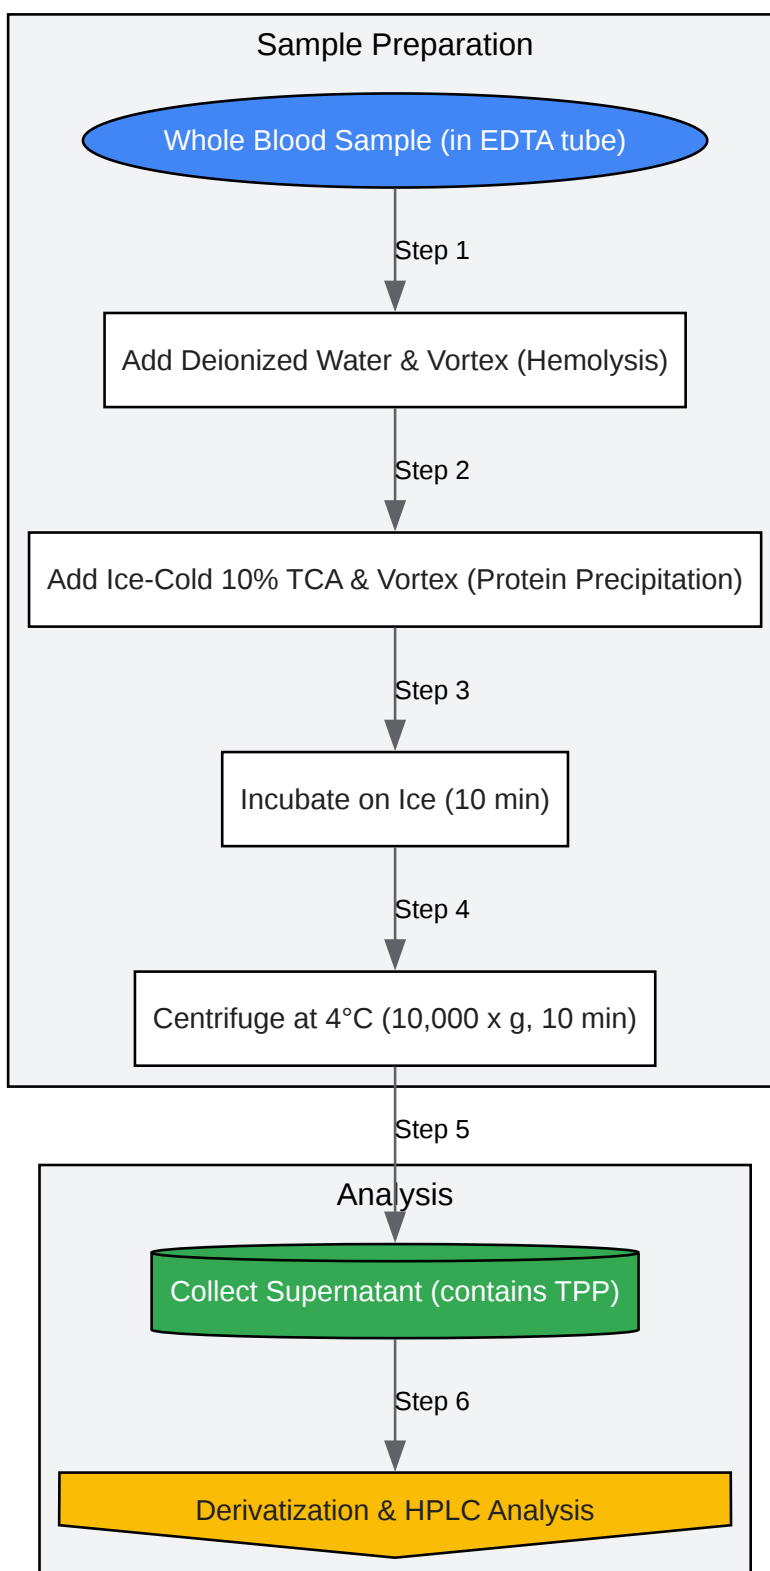 Sample Preparation
Whole Blood Sample (in EDTA tube)
Step 1
Add Deionized Water & Vortex (Hemolysis)
Step 2
Add Ice-Cold 10% TCA & Vortex (Protein Precipitation)
Step 3
Incubate on Ice (10 min)
Step 4
Centrifuge at 4°C (10,000 x g, 10 min)
Step 5
Analysis
Collect Supernatant (contains TPP)
Step 6
Derivatization & HPLC Analysis